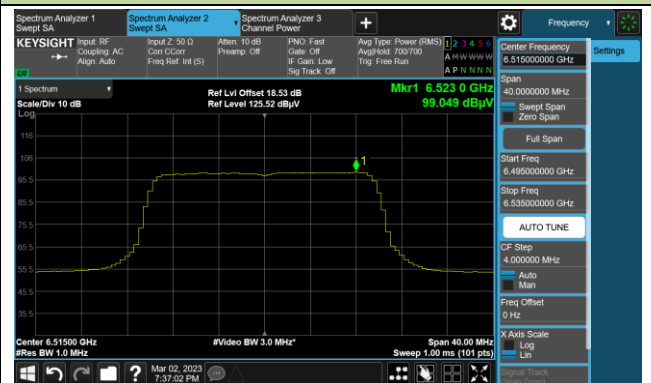 Spectrum Analyzer 1
Swept SA
Spectrum Analyzer 2
Swept SA
Spectrum Analyzer 3
Channel Power
Frequency
KEYSIGHT
Input: RF
Coupling: AC
Align: Auto
Input Z: 50 Ω
Corr CCorr
Freq Ref: Int (S)
Atten: 10 dB
Preamp: Off
PNO: Fast
Gate: Off
IF Gain: Low
Sig Track: Off
Avg Type: Power (RMS)
Avg|Hold: 700/700
Trig: Free Run
1 2 3 4 5 6
A M W W W W
A P N N N N
LXI
Center Frequency
6.515000000 GHz
Settings
Span
40.0000000 MHz
Swept Span
Zero Span
Full Span
Start Freq
6.495000000 GHz
Stop Freq
6.535000000 GHz
AUTO TUNE
CF Step
4.000000 MHz
Auto
Man
Freq Offset
0 Hz
X Axis Scale
Log
Lin
Signal Track
1 Spectrum
Scale/Div 10 dB
Log
Ref Lvl Offset 18.53 dB
Ref Level 125.52 dBµV
Mkr1 6.523 0 GHz
99.049 dBµV
1
116
106
95.5
85.5
75.5
65.5
55.5
45.5
35.5
Center 6.51500 GHz
#Res BW 1.0 MHz
#Video BW 3.0 MHz*
Span 40.00 MHz
Sweep 1.00 ms (101 pts)
?
Mar 02, 2023
7:37:02 PM